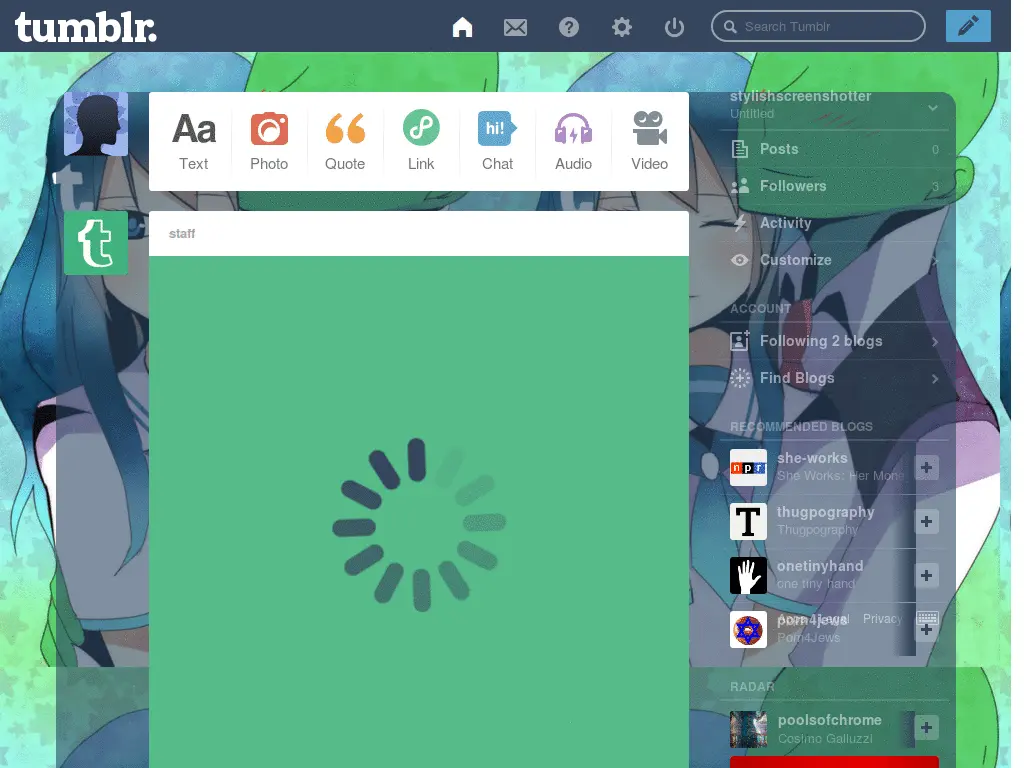 tumblr.
Search Tumblr
Aa
hi!
Text
Photo
Quote
Link
Chat
Audio
Video
t
t
staff
stylishscreenshotter
Untitled
Posts 0
Followers 3
Activity
Customize
ACCOUNT
Following 2 blogs
Find Blogs
RECOMMENDED BLOGS
npr
she-works
She Works: Her Mone
T
thugpography
Thugpography
onetinyhand
one tiny hand
porn4jews
Apps Legal Privacy
Porn4Jews
RADAR
poolsofchrome
Cosimo Galluzzi